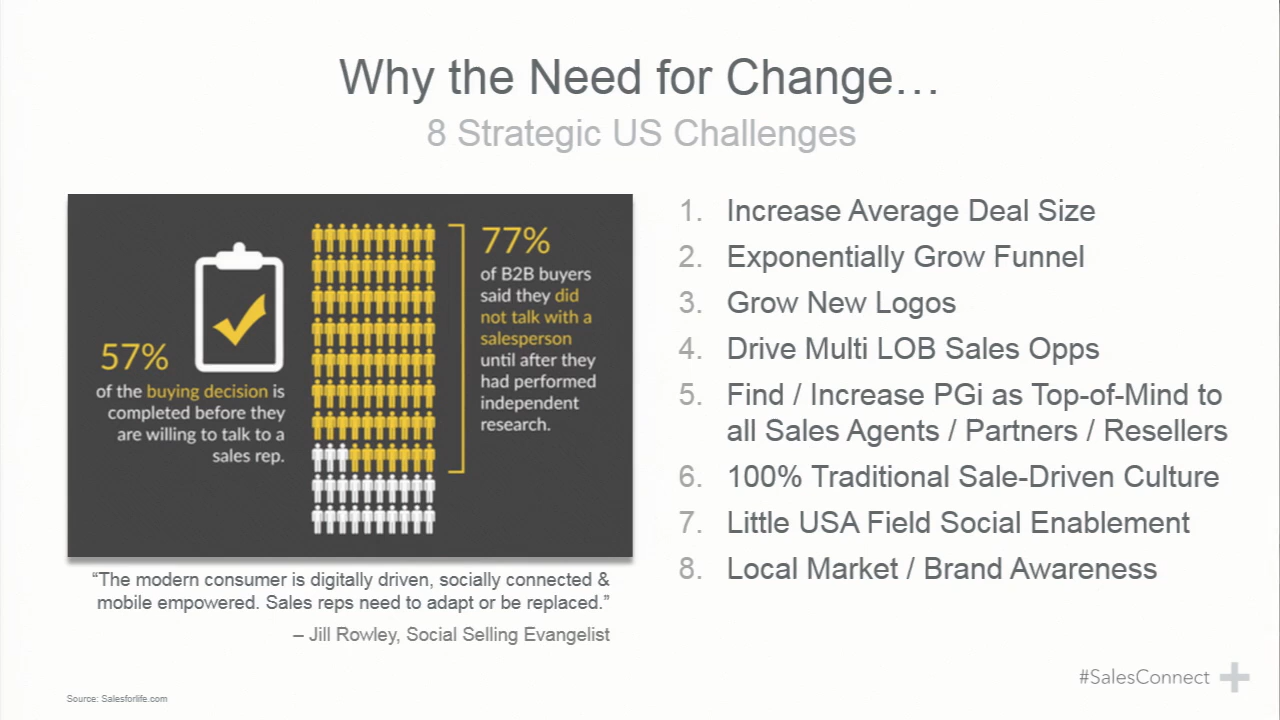 Why the Need for Change…
8 Strategic US Challenges
57%
of the buying decision is
completed before they
are willing to talk to a
sales rep.
77%
of B2B buyers
said they did
not talk with a
salesperson
until after they
had performed
independent
research.
“The modern consumer is digitally driven, socially connected &
mobile empowered. Sales reps need to adapt or be replaced.”
– Jill Rowley, Social Selling Evangelist
1. Increase Average Deal Size
2. Exponentially Grow Funnel
3. Grow New Logos
4. Drive Multi LOB Sales Opps
5. Find / Increase PGi as Top-of-Mind to
all Sales Agents / Partners / Resellers
6. 100% Traditional Sale-Driven Culture
7. Little USA Field Social Enablement
8. Local Market / Brand Awareness
#SalesConnect
Source: Salesforlife.com